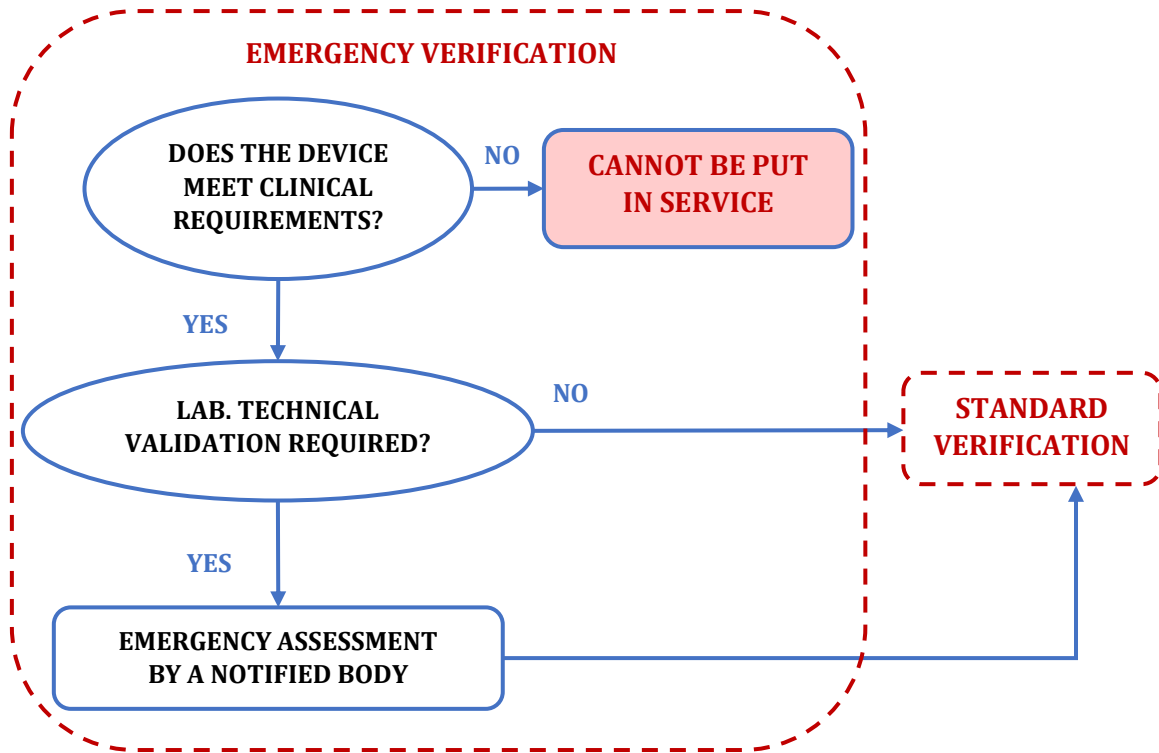 EMERGENCY VERIFICATION
DOES THE DEVICE
MEET CLINICAL
REQUIREMENTS?
NO
CANNOT BE PUT
IN SERVICE
YES
LAB. TECHNICAL
VALIDATION REQUIRED?
NO
STANDARD
VERIFICATION
YES
EMERGENCY ASSESSMENT
BY A NOTIFIED BODY